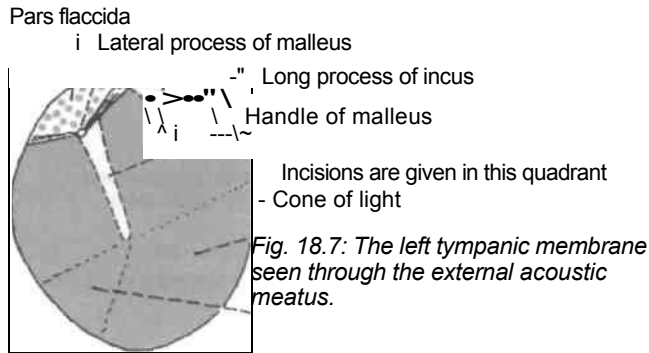 Pars flaccida
i Lateral process of malleus
-" Long process of incus
•>••"\
\ \ \ Handle of malleus
^ i ---\~
Incisions are given in this quadrant
- Cone of light
Fig. 18.7: The left tympanic membrane
seen through the external acoustic
meatus.